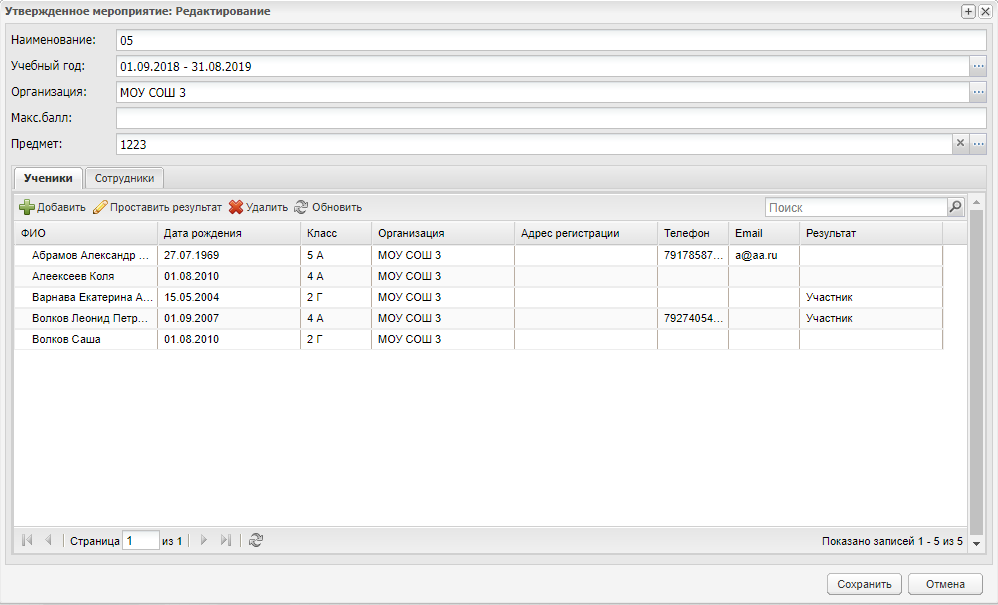 Утвержденное мероприятие: Редактирование
Наименование: 05
Учебный год: 01.09.2018 - 31.08.2019
Организация: МОУ СОШ 3
Макс.балл:
Предмет: 1223
Ученики Сотрудники
Добавить Проставить результат Удалить Обновить Поиск
ФИО Дата рождения Класс Организация Адрес регистрации Телефон Email Результат
Абрамов Александр ... 27.07.1969 5 А МОУ СОШ 3 79178587... a@aa.ru
Алеексеев Коля 01.08.2010 4 А МОУ СОШ 3
Варнава Екатерина А... 15.05.2004 2 Г МОУ СОШ 3 Участник
Волков Леонид Петр... 01.09.2007 4 А МОУ СОШ 3 79274054... Участник
Волков Саша 01.08.2010 2 Г МОУ СОШ 3
Страница 1 из 1 Показано записей 1 - 5 из 5
Сохранить Отмена